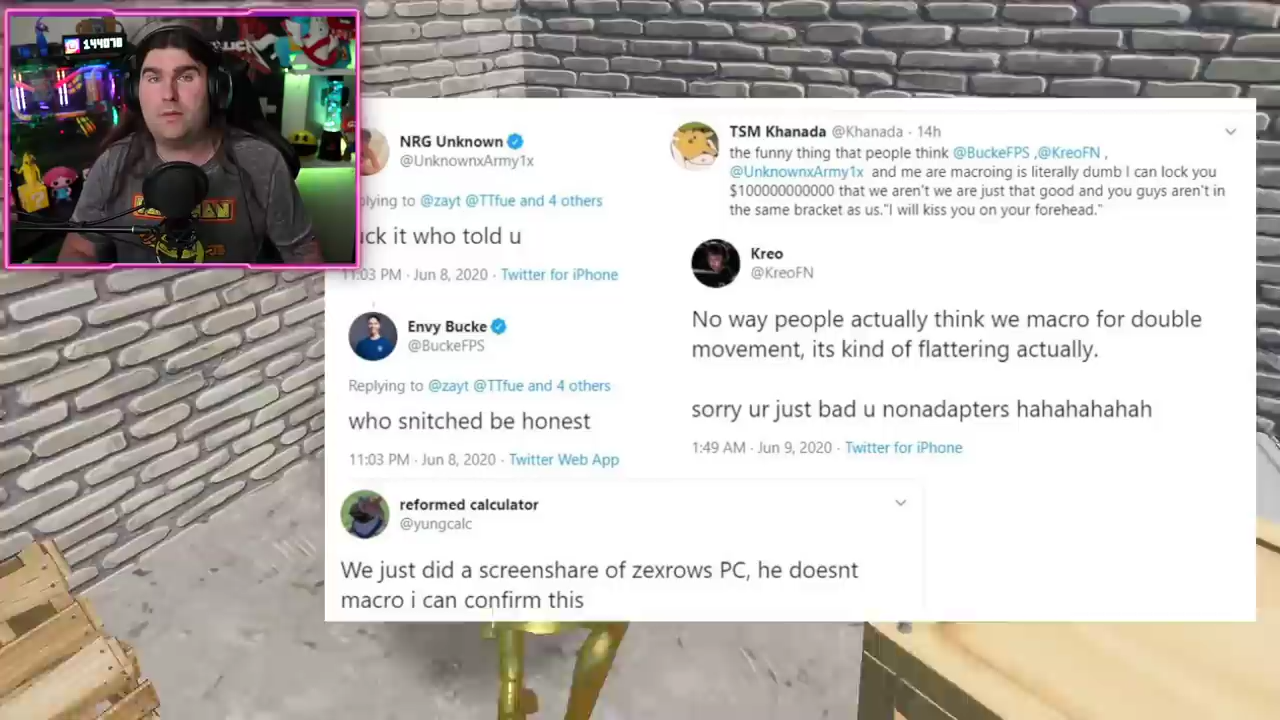 144078
NRG Unknown
@UnknownxArmy1x
lying to @zayt @TTfue and 4 others
uck it who told u
11:03 PM · Jun 8, 2020 · Twitter for iPhone
Envy Bucke
@BuckeFPS
Replying to @zayt @TTfue and 4 others
who snitched be honest
11:03 PM · Jun 8, 2020 · Twitter Web App
TSM Khanada @Khanada · 14h
the funny thing that people think @BuckeFPS ,@KreoFN ,
@UnknownxArmy1x and me are macroing is literally dumb I can lock you
$100000000000 that we aren't we are just that good and you guys aren't in
the same bracket as us."I will kiss you on your forehead."
Kreo
@KreoFN
No way people actually think we macro for double
movement, its kind of flattering actually.
sorry ur just bad u nonadapters hahahahahah
1:49 AM · Jun 9, 2020 · Twitter for iPhone
reformed calculator
@yungcalc
We just did a screenshare of zexrows PC, he doesnt
macro i can confirm this